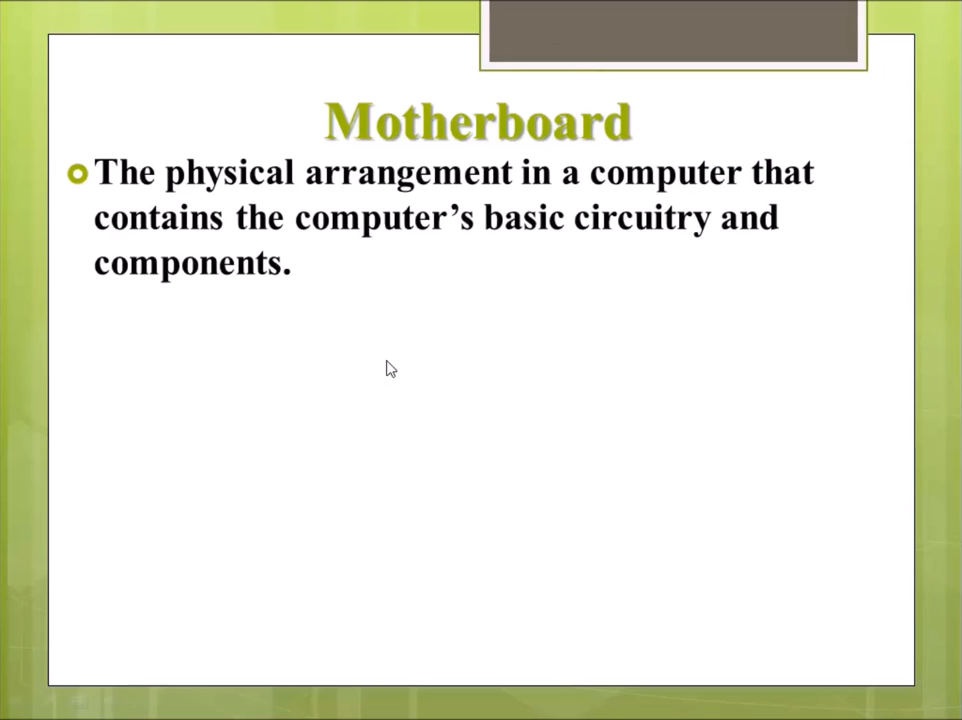 Motherboard
The physical arrangement in a computer that
contains the computer’s basic circuitry and
components.